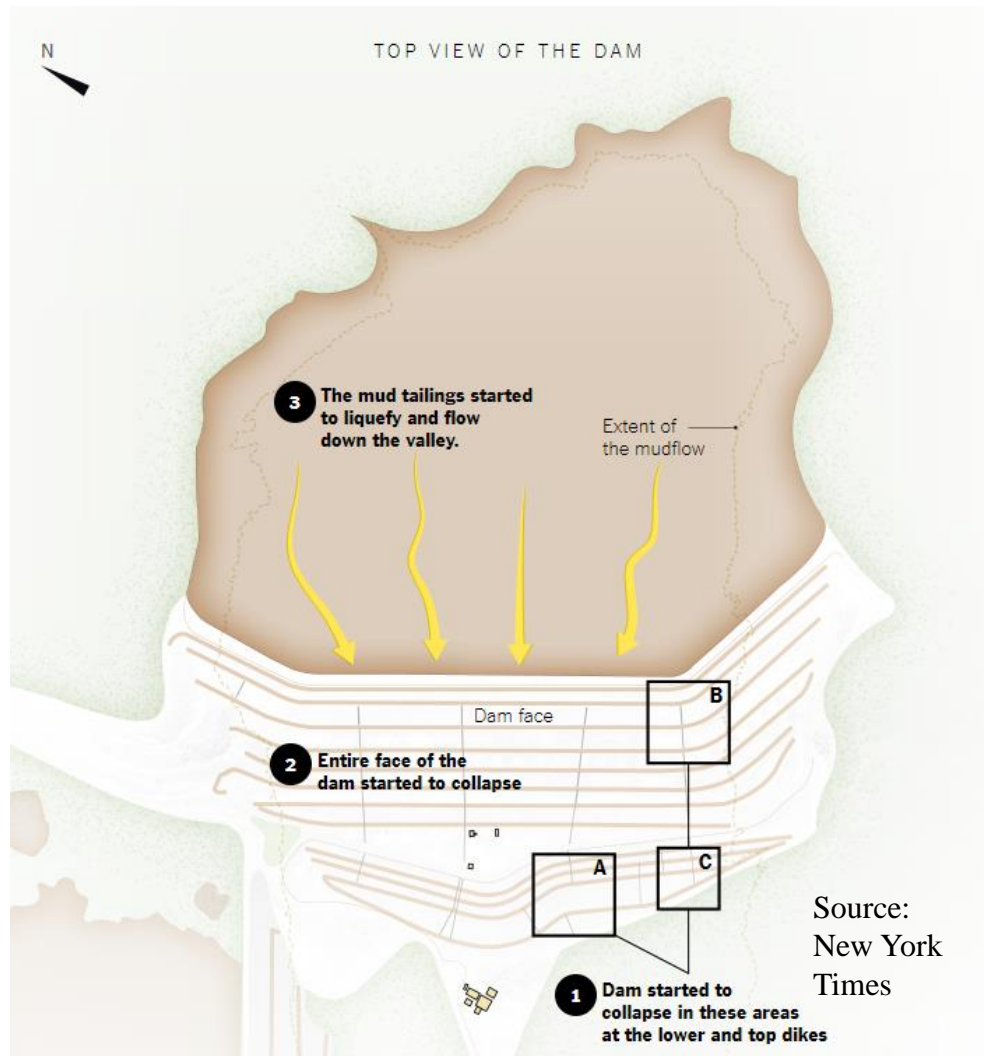 N
TOP VIEW OF THE DAM
3 The mud tailings started
to liquefy and flow
down the valley.
Extent of
the mudflow
B
Dam face
2 Entire face of the
dam started to collapse
A
C
Source:
New York
Times
1 Dam started to
collapse in these areas
at the lower and top dikes